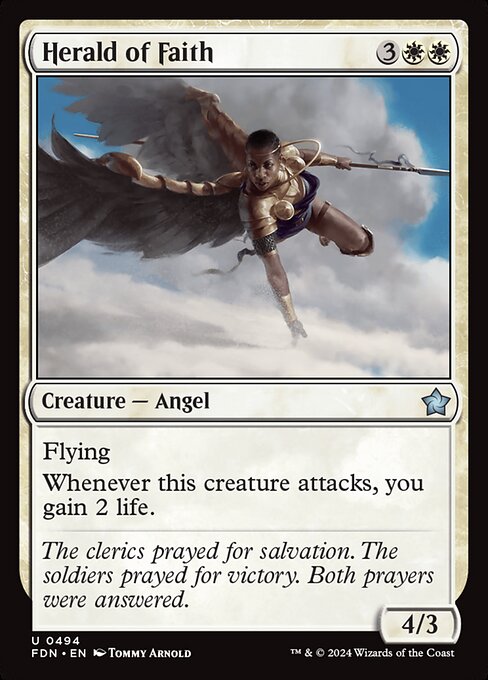 Herald of Faith 3
Creature — Angel
Flying
Whenever this creature attacks, you
gain 2 life.
The clerics prayed for salvation. The
soldiers prayed for victory. Both prayers
were answered.
4/3
U 0494
FDN • EN Tommy Arnold
™ & © 2024 Wizards of the Coast